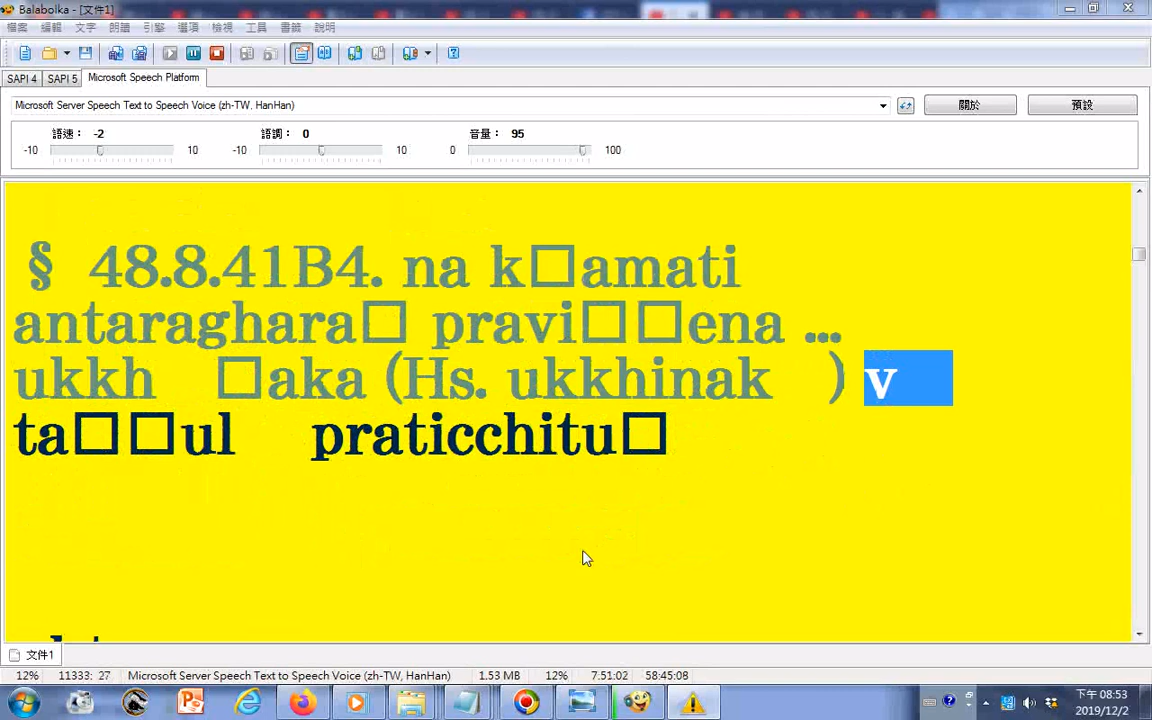 Balabolka - [文件1]
檔案 編輯 文字 朗讀 引擎 選項 檢視 工具 書籤 說明
SAPI 4 SAPI 5 Microsoft Speech Platform
Microsoft Server Speech Text to Speech Voice (zh-TW, HanHan) 關於 預設
語速： -2 語調： 0 音量： 95
-10 10 -10 10 0 100
§ 48.8.41B4. na k□amati
antaraghara□ pravi□□ena ...
ukkh □aka (Hs. ukkhinak ) v
ta□□ul praticchitu□
文件1
12% 11333: 27 Microsoft Server Speech Text to Speech Voice (zh-TW, HanHan) 1.53 MB 12% 7:51:02 58:45:08
下午 08:53
2019/12/2